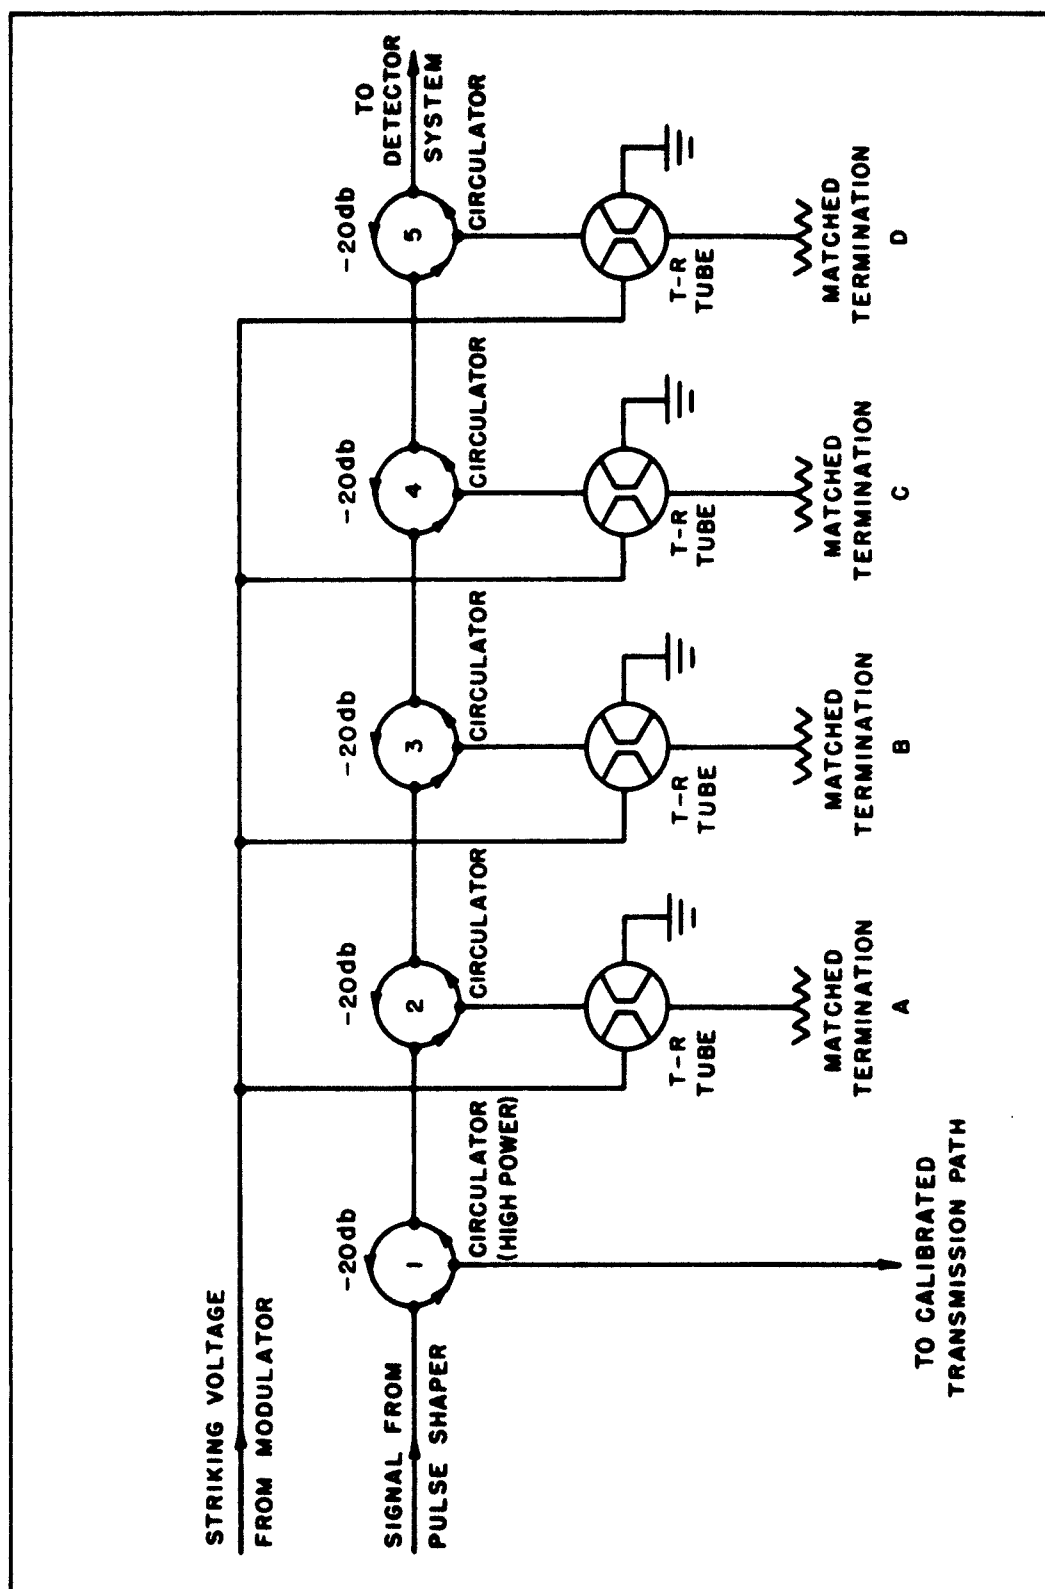 STRIKING VOLTAGE
FROM MODULATOR
SIGNAL FROM
PULSE SHAPER
-20db
1
CIRCULATOR
(HIGH POWER)
TO CALIBRATED
TRANSMISSION PATH
-20db
2
CIRCULATOR
T-R
TUBE
MATCHED
TERMINATION
A
-20db
3
CIRCULATOR
T-R
TUBE
MATCHED
TERMINATION
B
-20db
4
CIRCULATOR
T-R
TUBE
MATCHED
TERMINATION
C
-20db
5
CIRCULATOR
T-R
TUBE
MATCHED
TERMINATION
D
TO
DETECTOR
SYSTEM